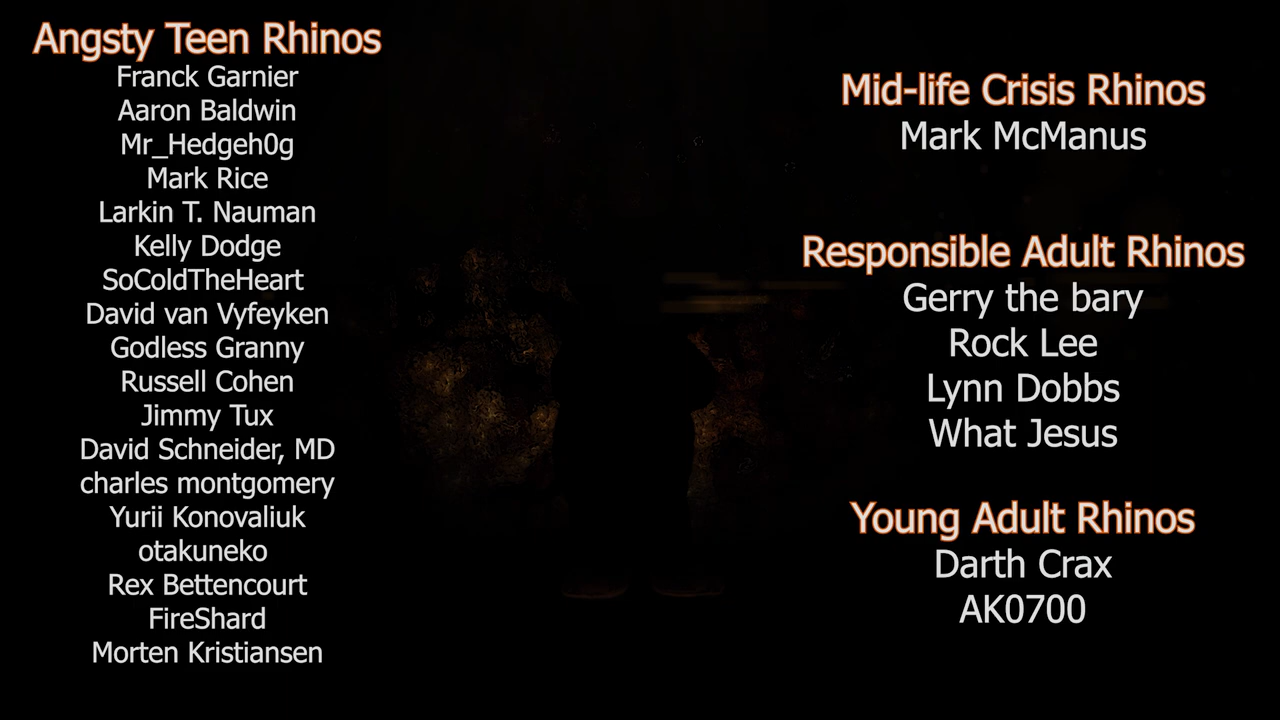 Angsty Teen Rhinos
Franck Garnier
Aaron Baldwin
Mr_Hedgeh0g
Mark Rice
Larkin T. Nauman
Kelly Dodge
SoColdTheHeart
David van Vyfeyken
Godless Granny
Russell Cohen
Jimmy Tux
David Schneider, MD
charles montgomery
Yurii Konovaliuk
otakuneko
Rex Bettencourt
FireShard
Morten Kristiansen
Mid-life Crisis Rhinos
Mark McManus
Responsible Adult Rhinos
Gerry the bary
Rock Lee
Lynn Dobbs
What Jesus
Young Adult Rhinos
Darth Crax
AK0700